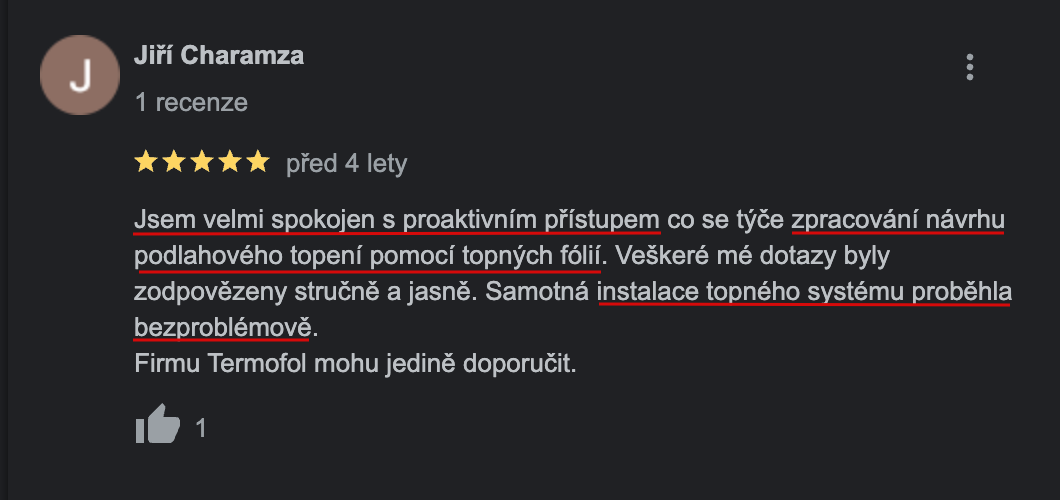 J
Jiří Charamza
1 recenze
před 4 lety
Jsem velmi spokojen s proaktivním přístupem co se týče zpracování návrhu
podlahového topení pomocí topných fólií. Veškeré mé dotazy byly
zodpovězeny stručně a jasně. Samotná instalace topného systému proběhla
bezproblémově.
Firmu Termofol mohu jedině doporučit.
1